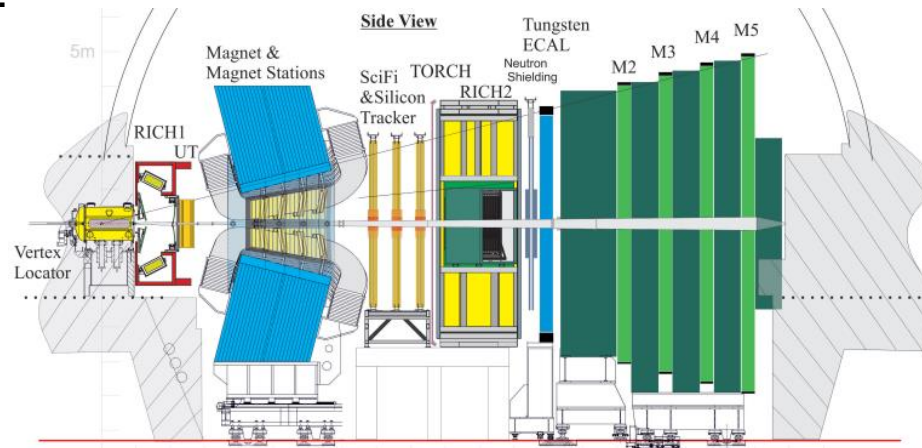 Side View
5m
Magnet &
Magnet Stations
SciFi
&Silicon
Tracker
TORCH
RICH2
Tungsten
ECAL
Neutron
Shielding
M2
M3
M4
M5
RICH1
UT
Vertex
Locator